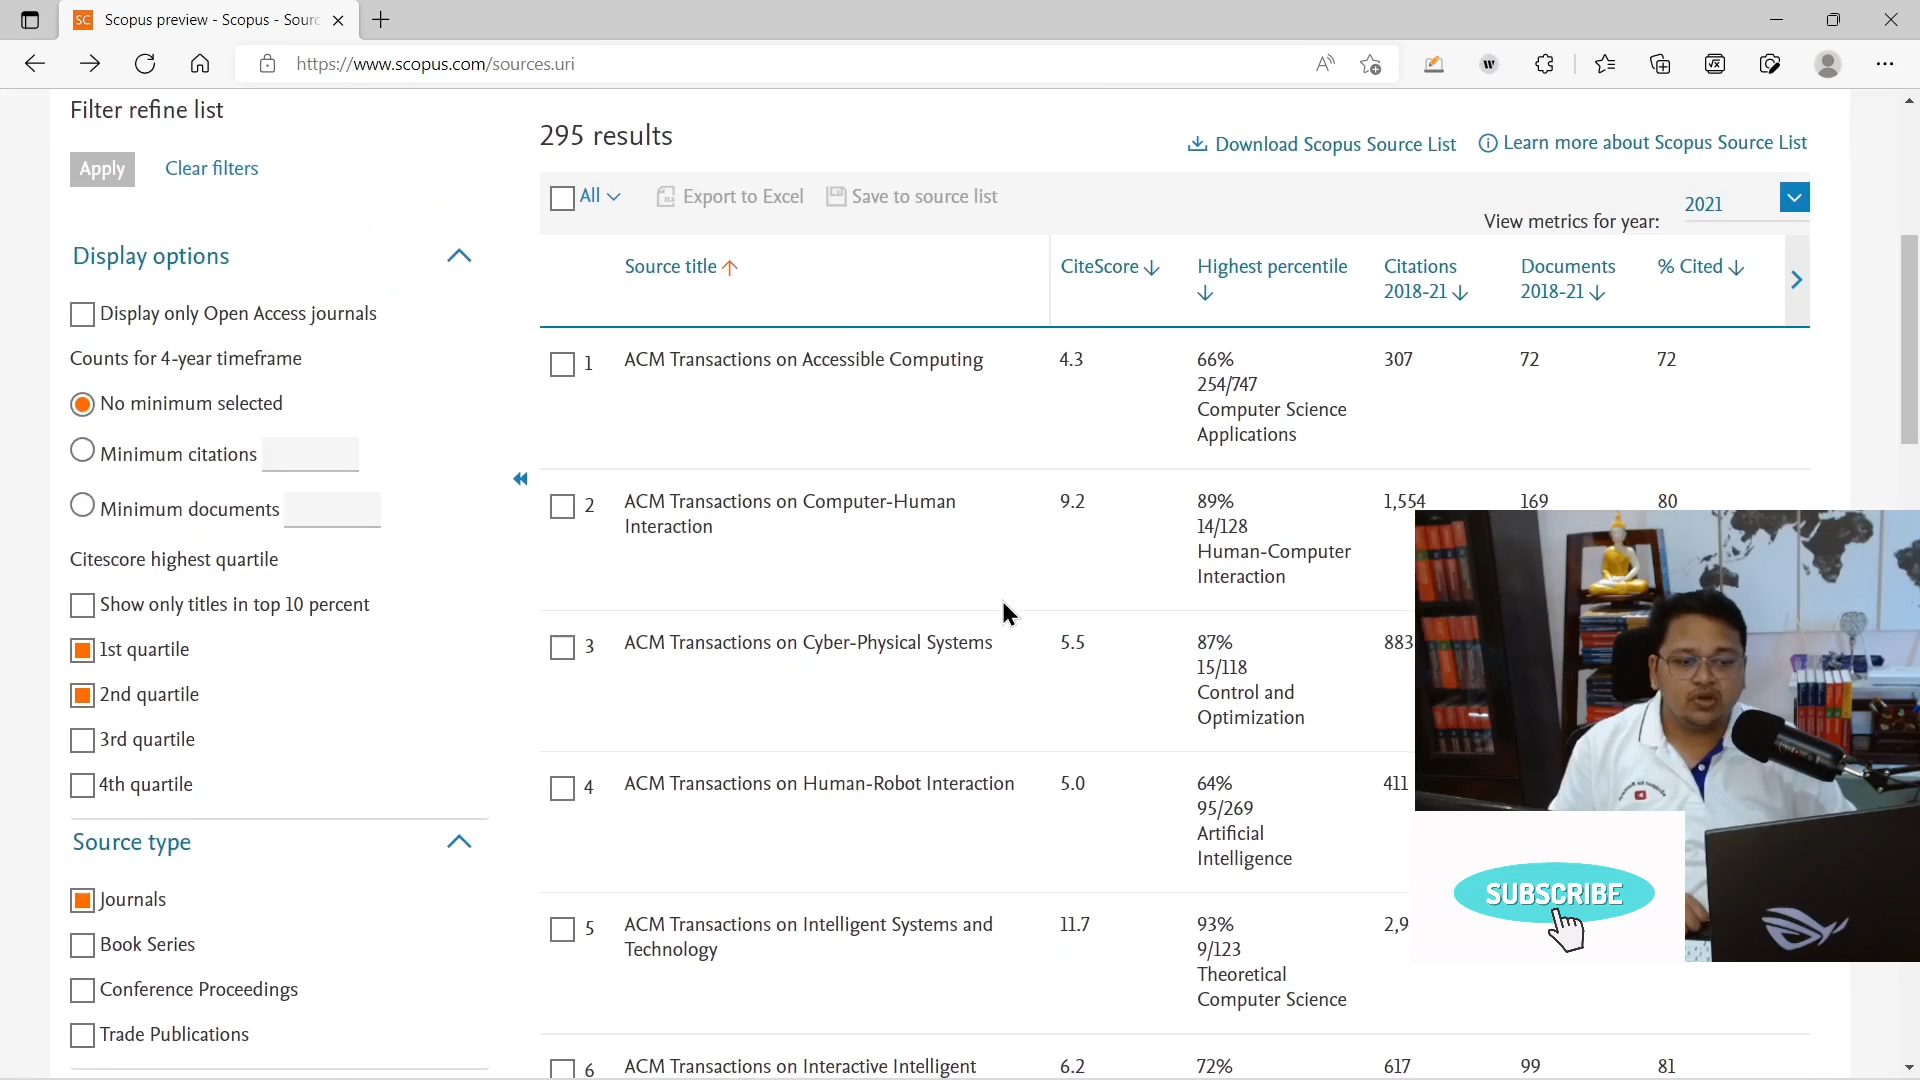 Scopus preview - Scopus - Sour
https://www.scopus.com/sources.uri
Filter refine list
Apply
Clear filters
Display options
Display only Open Access journals
Counts for 4-year timeframe
No minimum selected
Minimum citations
Minimum documents
Citescore highest quartile
Show only titles in top 10 percent
1st quartile
2nd quartile
3rd quartile
4th quartile
Source type
Journals
Book Series
Conference Proceedings
Trade Publications
295 results
Download Scopus Source List
Learn more about Scopus Source List
All
Export to Excel
Save to source list
View metrics for year:
2021
Source title
CiteScore
Highest percentile
Citations
2018-21
Documents
2018-21
% Cited
1
ACM Transactions on Accessible Computing
4.3
66%
254/747
Computer Science
Applications
307
72
72
2
ACM Transactions on Computer-Human
Interaction
9.2
89%
14/128
Human-Computer
Interaction
1,554
169
80
3
ACM Transactions on Cyber-Physical Systems
5.5
87%
15/118
Control and
Optimization
883
4
ACM Transactions on Human-Robot Interaction
5.0
64%
95/269
Artificial
Intelligence
411
5
ACM Transactions on Intelligent Systems and
Technology
11.7
93%
9/123
Theoretical
Computer Science
2,9
6
ACM Transactions on Interactive Intelligent
6.2
72%
617
99
81
SUBSCRIBE